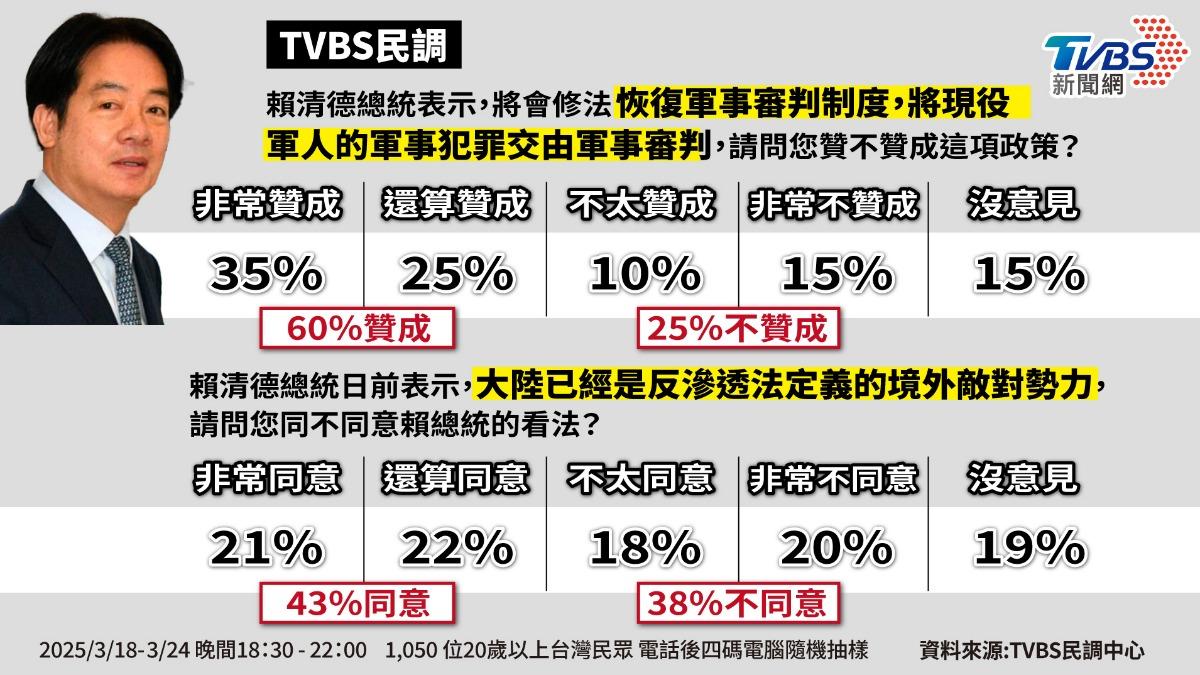 TVBS民調
TVBS
新聞網
賴清德總統表示,將會修法恢復軍事審判制度,將現役
軍人的軍事犯罪交由軍事審判,請問您贊不贊成這項政策?
非常贊成 還算贊成 不太贊成 非常不贊成 沒意見
35% 25% 10% 15% 15%
60%贊成 25%不贊成
賴清德總統日前表示,大陸已經是反滲透法定義的境外敵對勢力,
請問您同不同意賴總統的看法?
非常同意 還算同意 不太同意 非常不同意 沒意見
21% 22% 18% 20% 19%
43%同意 38%不同意
2025/3/18-3/24 晚間18:30-22:00 1,050 位20歲以上台灣民眾 電話後四碼電腦隨機抽樣 資料來源:TVBS民調中心